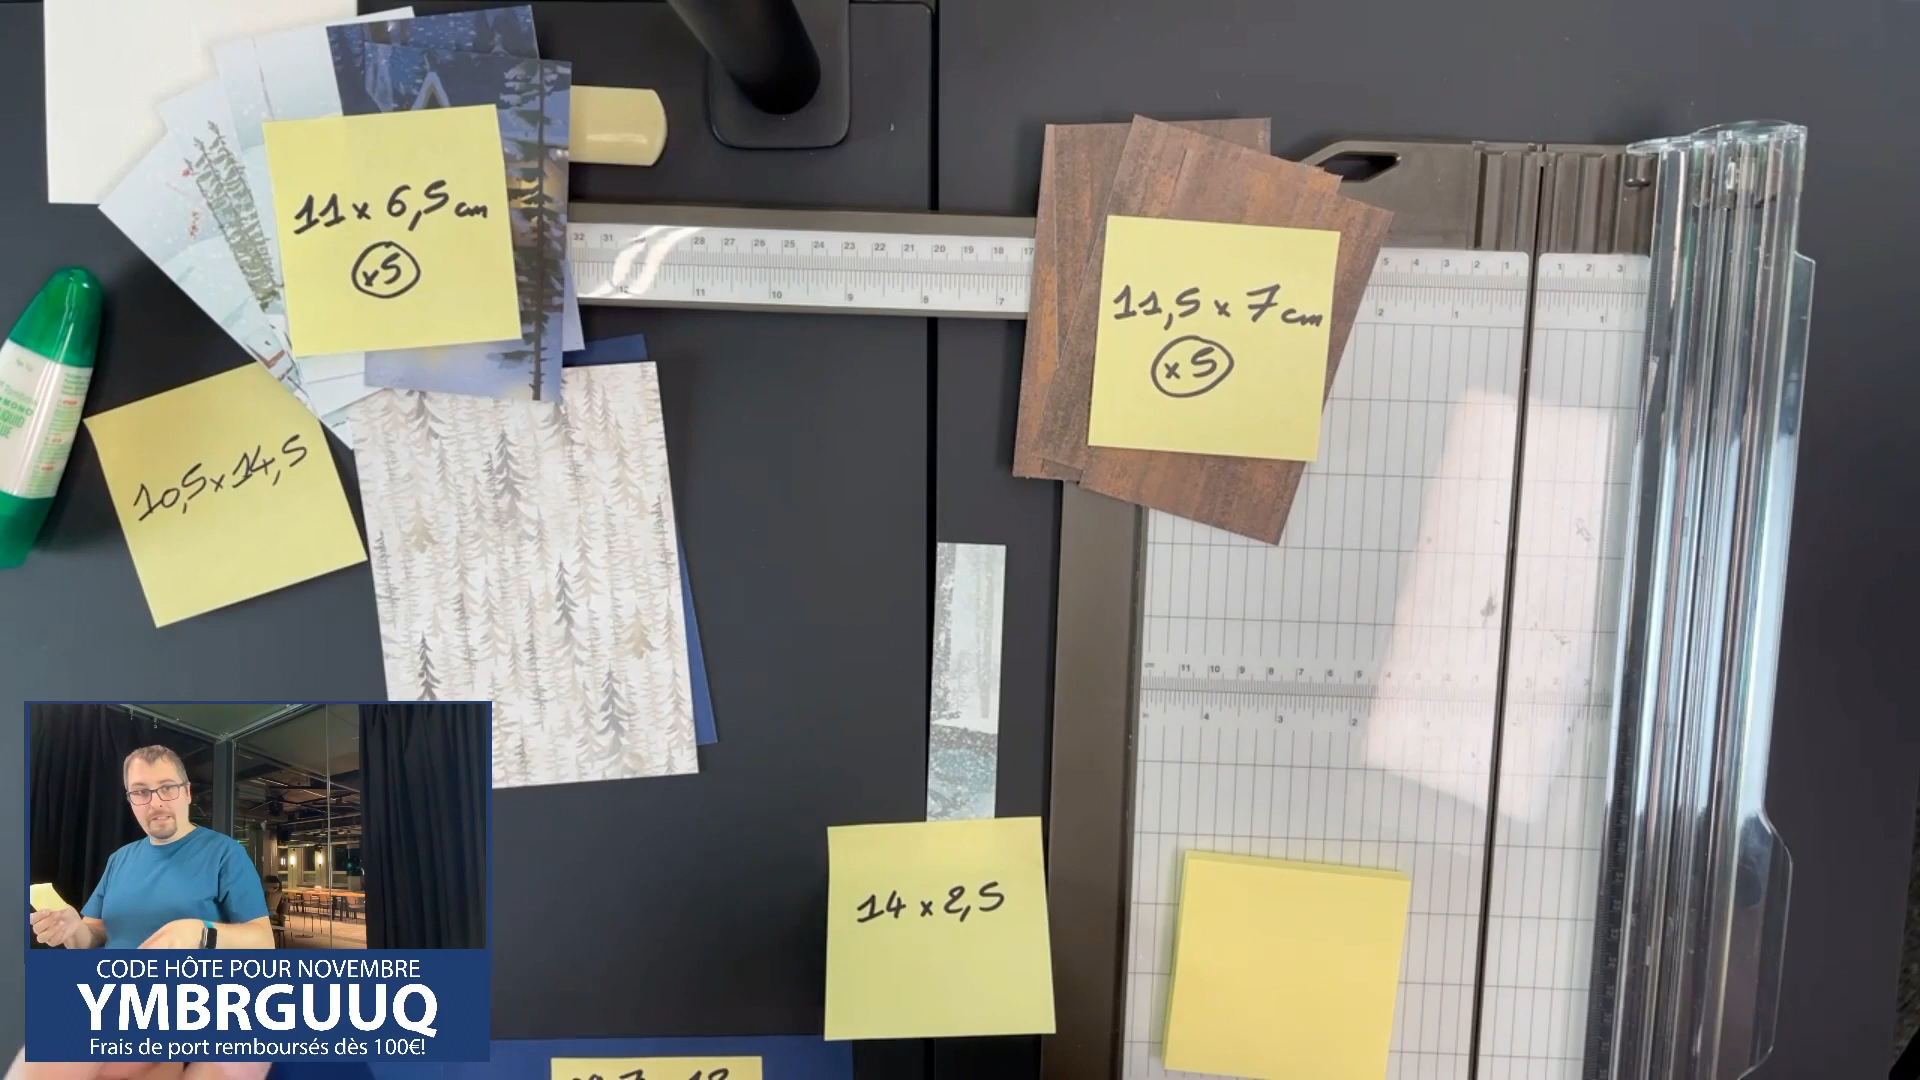 11 x 6,5 cm
x5
11,5 x 7 cm
x5
10,5 x 14,5
14 x 2,5
CODE HÔTE POUR NOVEMBRE
YMBRGUUQ
Frais de port remboursés dès 100€!